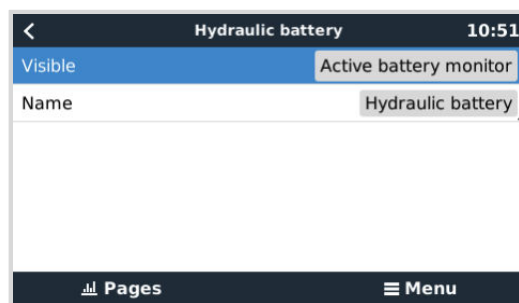 Hydraulic battery 10:51
Visible Active battery monitor
Name Hydraulic battery
Pages Menu